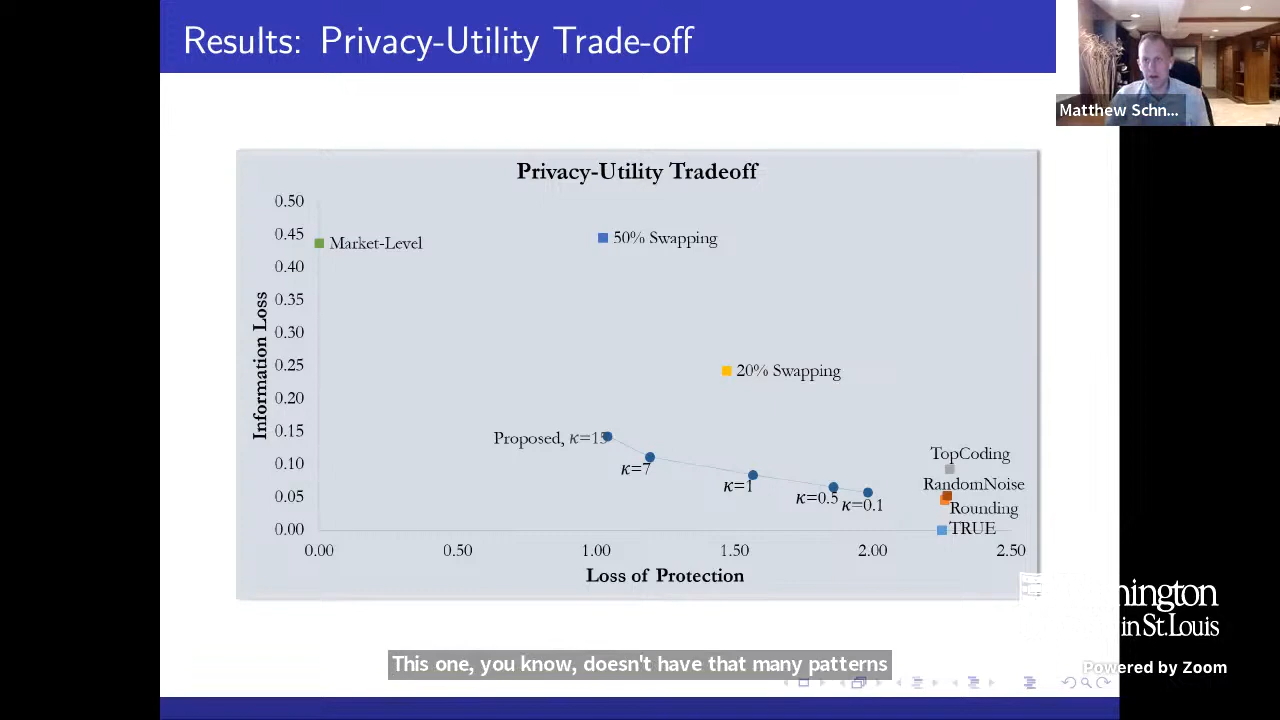 Results: Privacy-Utility Trade-off
Matthew Schn...
Privacy-Utility Tradeoff
Information Loss
0.50
0.45
0.40
0.35
0.30
0.25
0.20
0.15
0.10
0.05
0.00
Market-Level
50% Swapping
20% Swapping
Proposed, κ=15
κ=7
κ=1
κ=0.5
κ=0.1
TopCoding
RandomNoise
Rounding
TRUE
0.00 0.50 1.00 1.50 2.00 2.50
Loss of Protection
in St. Louis
This one, you know, doesn't have that many patterns
Powered by Zoom